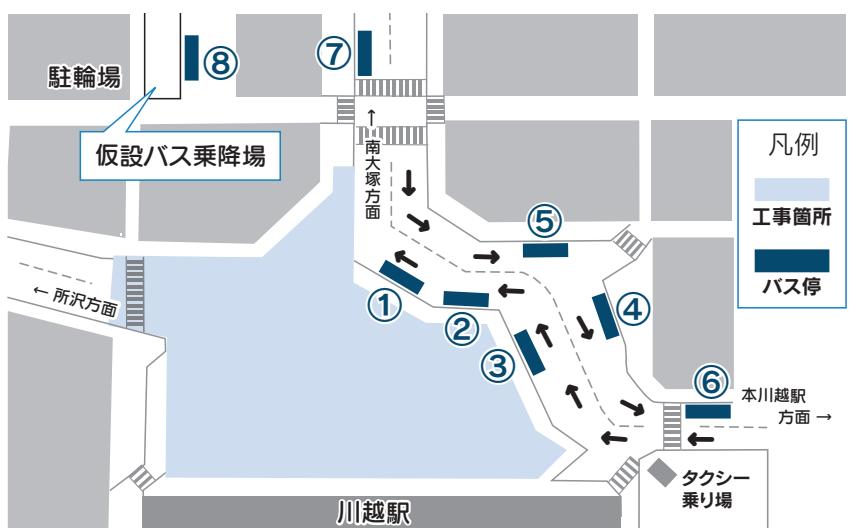 駐輪場
⑧
⑦
仮設バス乗降場
←南大塚方面
凡例
工事箇所
バス停
⑤
← 所沢方面
①
②
③
④
⑥
本川越駅
方面 →
タクシー
乗り場
川越駅